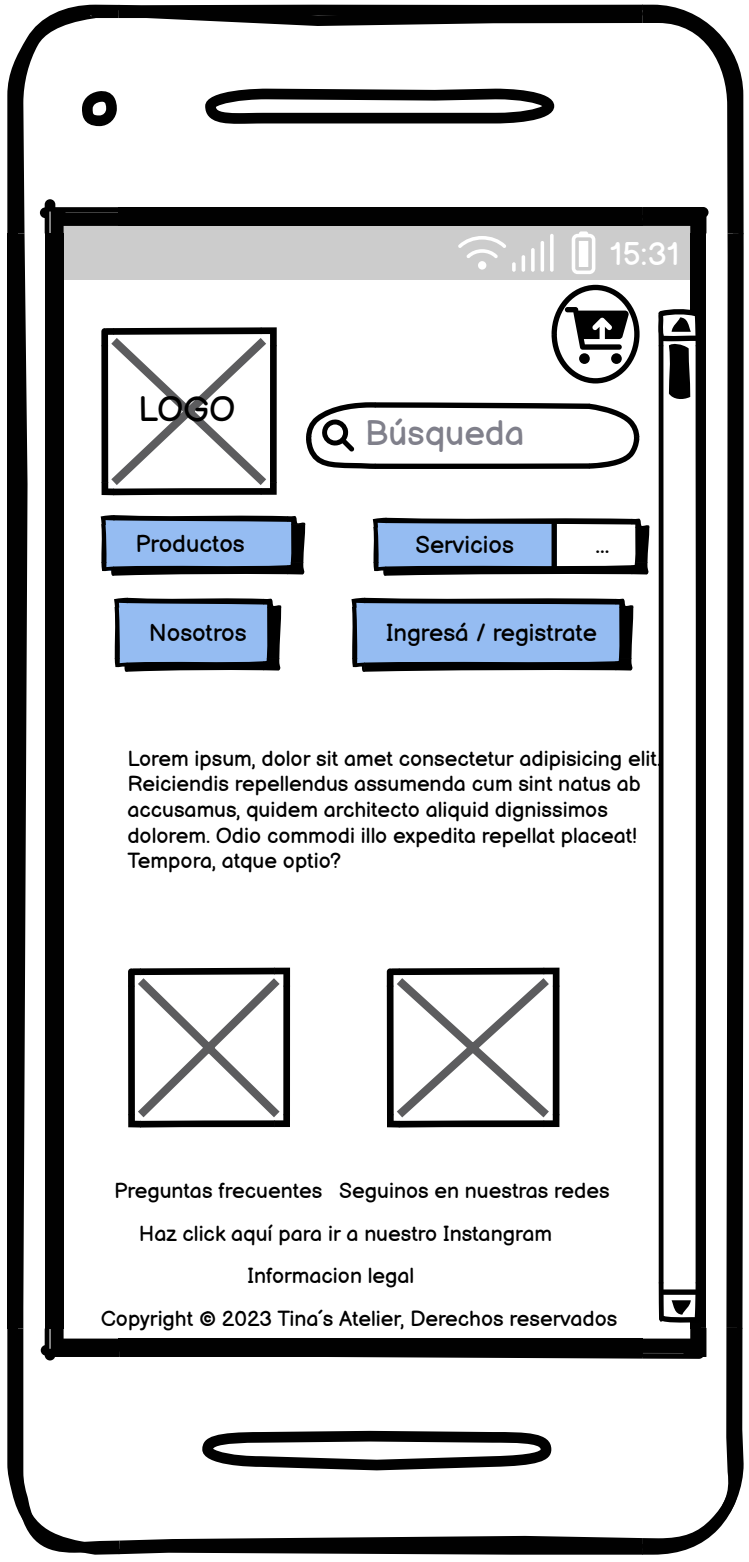 15:31
LOGO
Búsqueda
Productos
Servicios
...
Nosotros
Ingresá / registrate
Lorem ipsum, dolor sit amet consectetur adipisicing elit.
Reiciendis repellendus assumenda cum sint natus ab
accusamus, quidem architecto aliquid dignissimos
dolorem. Odio commodi illo expedita repellat placeat!
Tempora, atque optio?
Preguntas frecuentes
Seguinos en nuestras redes
Haz click aquí para ir a nuestro Instangram
Informacion legal
Copyright © 2023 Tina´s Atelier, Derechos reservados